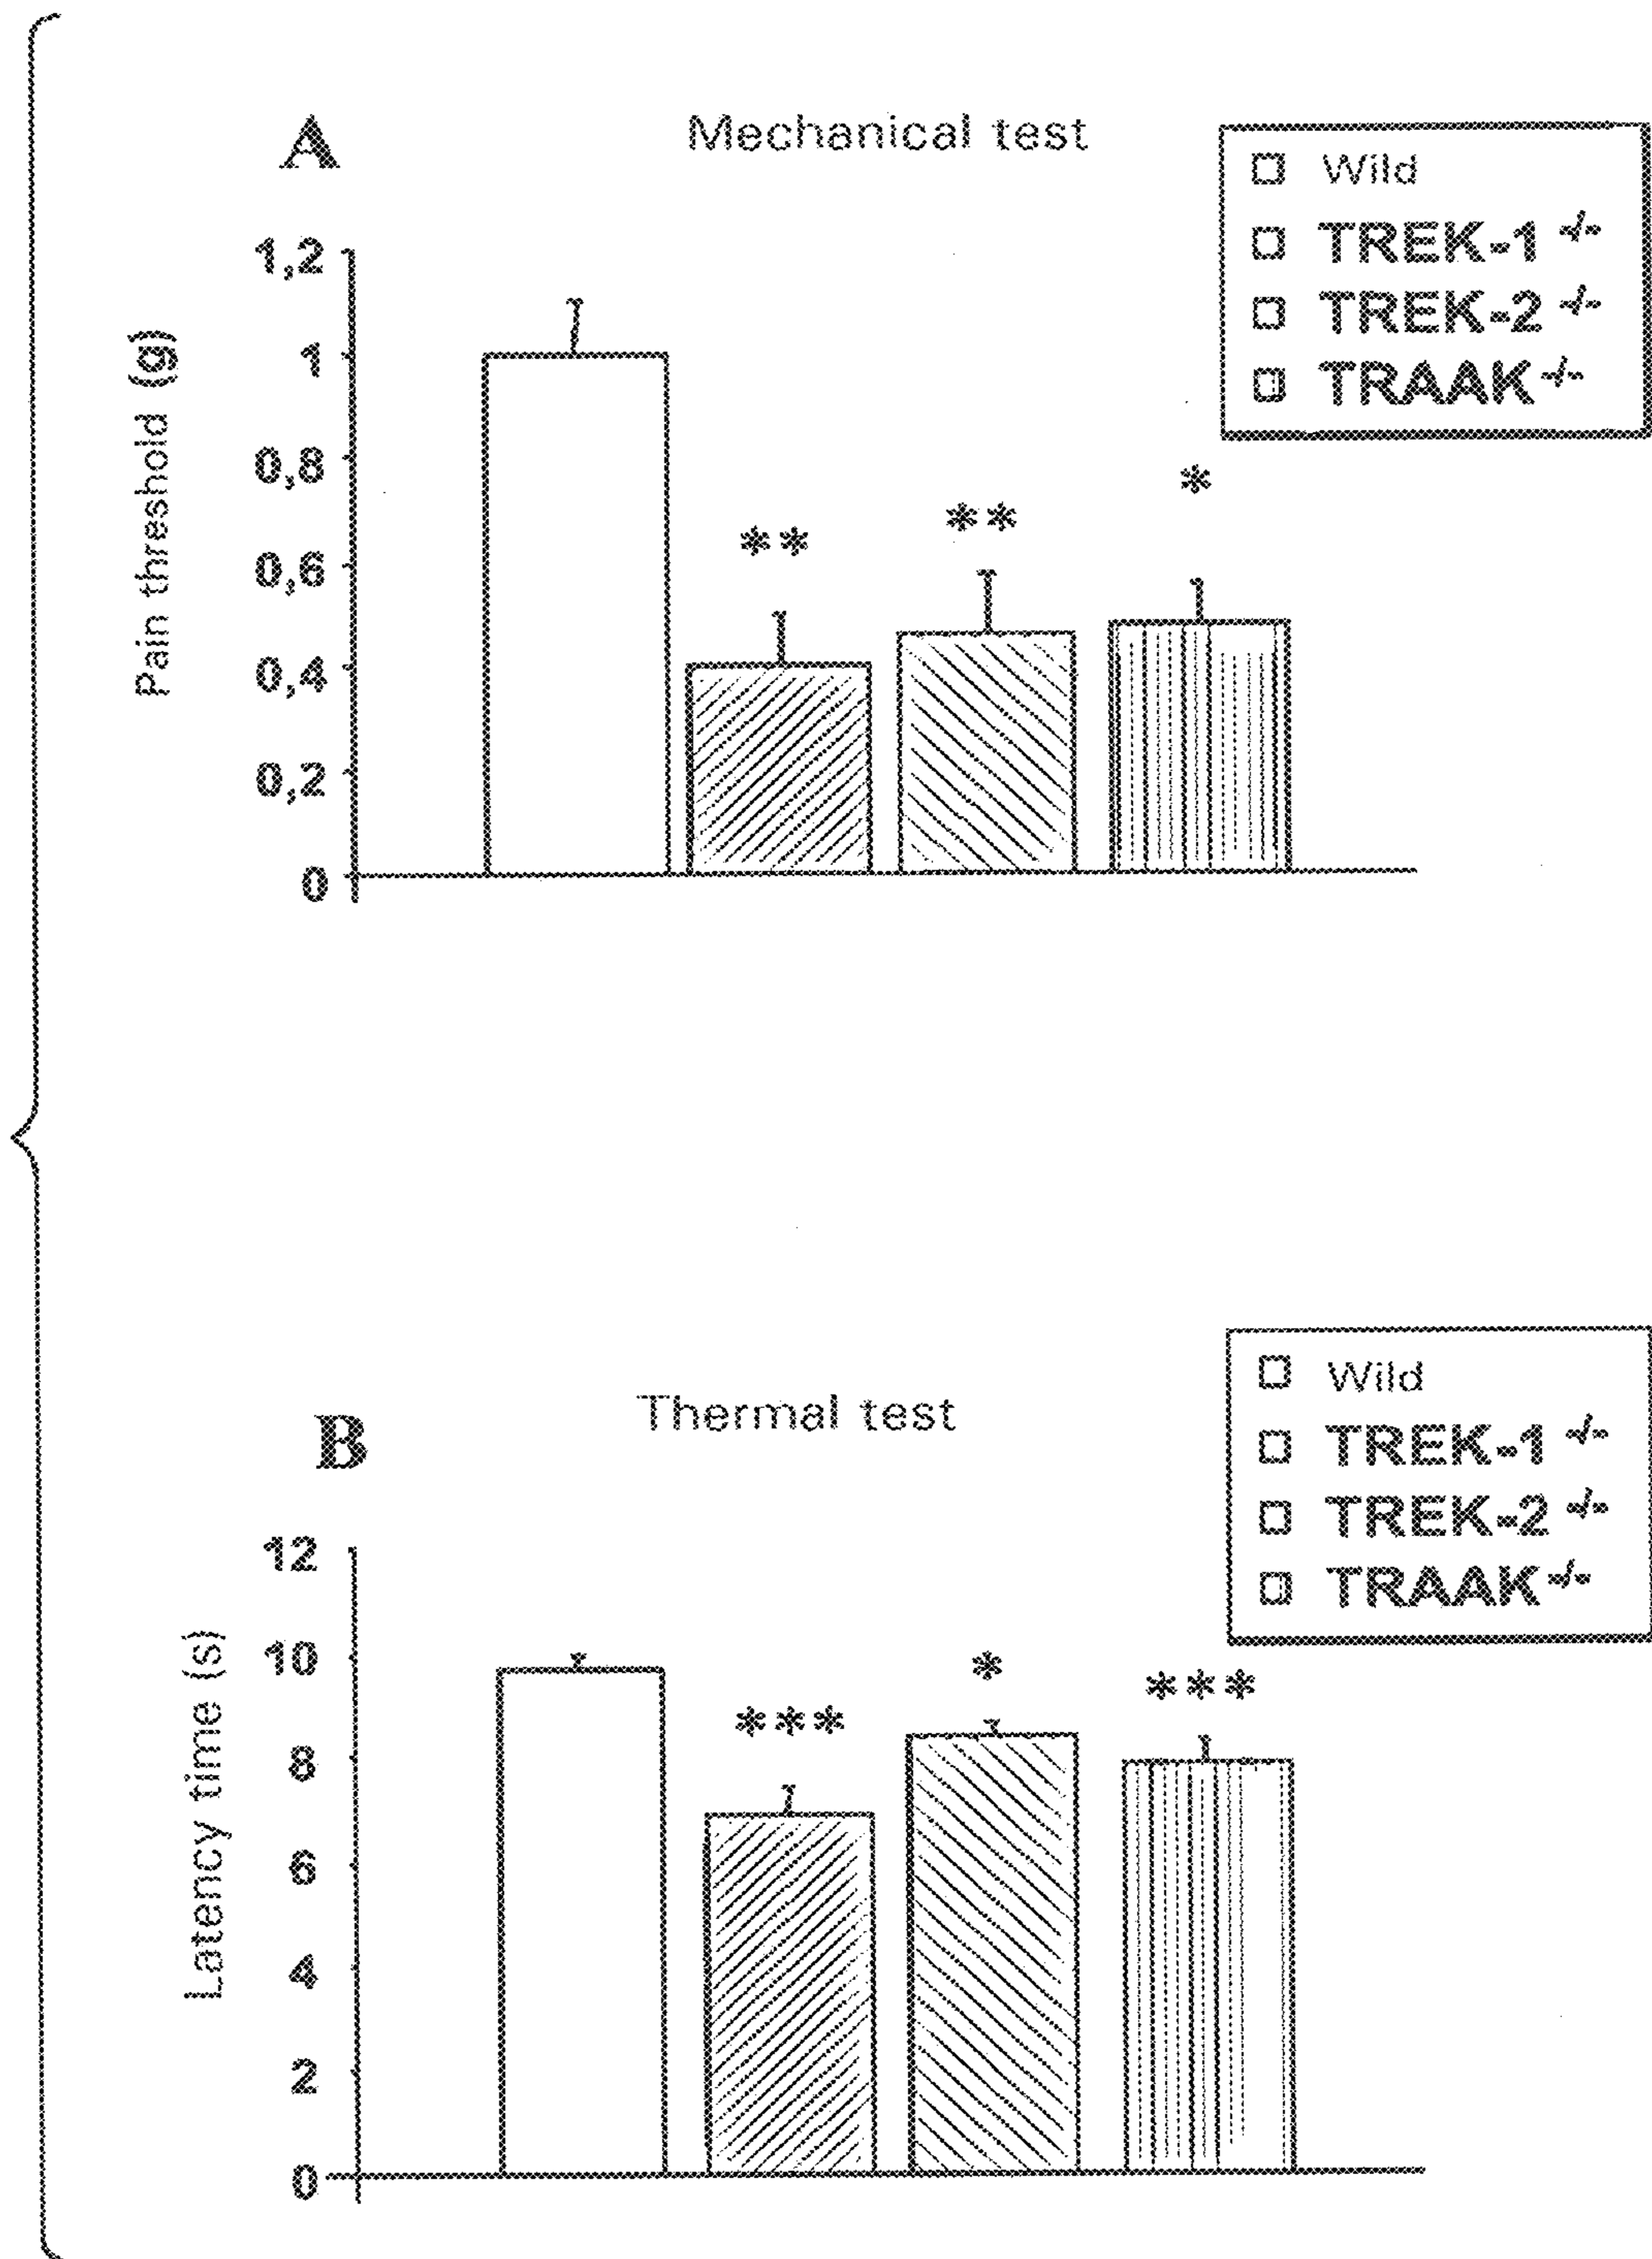 A
Mechanical test
Wild
TREK-1 -/-
TREK-2 -/-
TRAAK -/-
Pain threshold (g)
1,2
1
0,8
0,6
0,4
0,2
0
**
**
*
B
Thermal test
Wild
TREK-1 -/-
TREK-2 -/-
TRAAK -/-
Latency time (s)
12
10
8
6
4
2
0
***
*
***